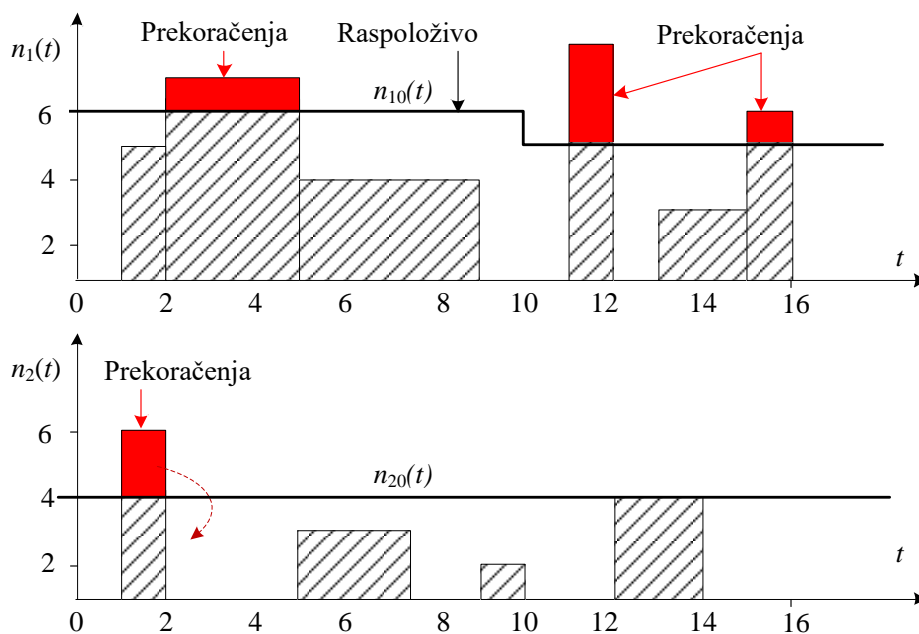 Prekoračenja Raspoloživo Prekoračenja
n1(t)
n10(t)
6
4
2
t
0 2 4 6 8 10 12 14 16
n2(t)
Prekoračenja
6
n20(t)
4
2
t
0 2 4 6 8 10 12 14 16